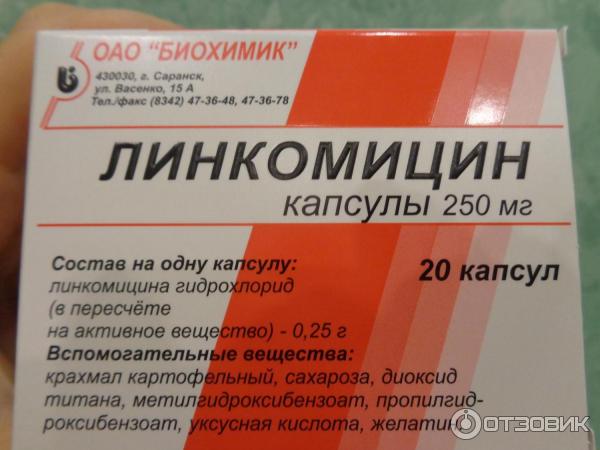 ОАО "БИОХИМИК"
430030, г. Саранск,
ул. Васенко, 15 А
Тел./факс (8342) 47-36-48, 47-36-78
ЛИНКОМИЦИН
капсулы 250 мг
Состав на одну капсулу:
20 капсул
линкомицина гидрохлорид
(в пересчёте
на активное вещество) - 0,25 г
Вспомогательные вещества:
крахмал картофельный, сахароза, диоксид
титана, метилгидроксибензоат, пропилгид-
роксибензоат, уксусная кислота, желатин.
ОТЗОВИК